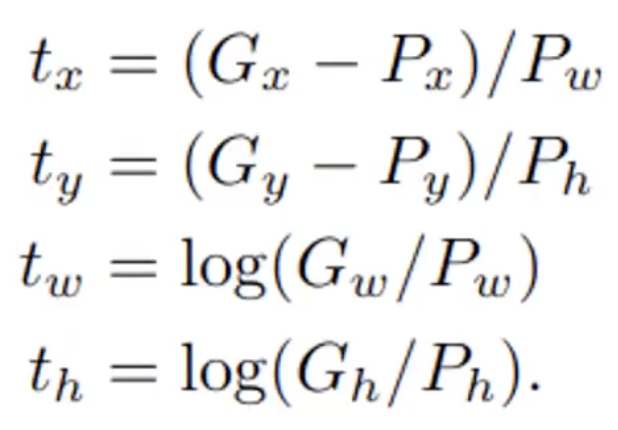 t_x = (G_x − P_x)/P_w
t_y = (G_y − P_y)/P_h
t_w = log(G_w/P_w)
t_h = log(G_h/P_h).